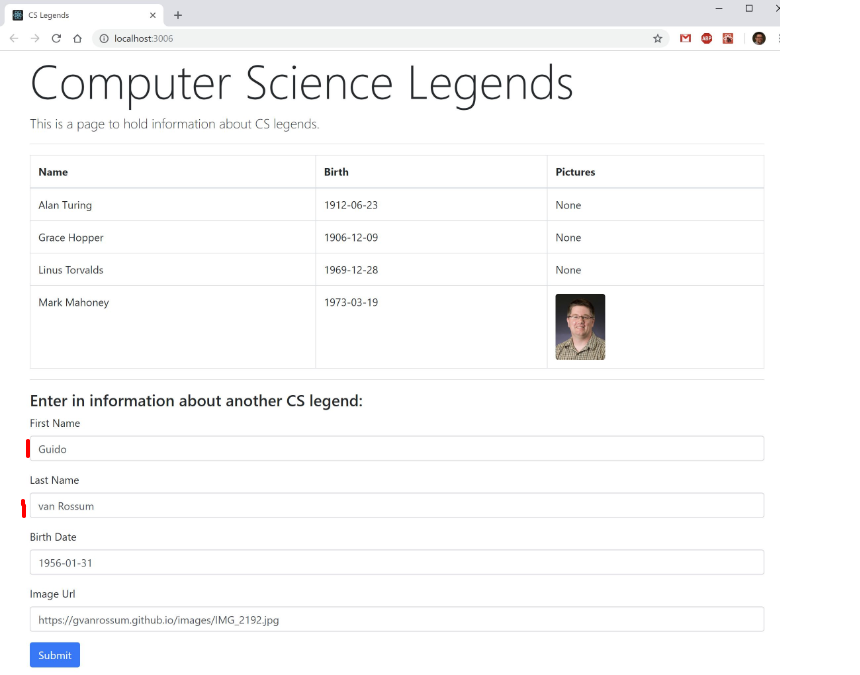 CS Legends
localhost:3006
ABP
Computer Science Legends
This is a page to hold information about CS legends.
Name Birth Pictures
Alan Turing 1912-06-23 None
Grace Hopper 1906-12-09 None
Linus Torvalds 1969-12-28 None
Mark Mahoney 1973-03-19
Enter in information about another CS legend:
First Name
Guido
Last Name
van Rossum
Birth Date
1956-01-31
Image Url
https://gvanrossum.github.io/images/IMG_2192.jpg
Submit